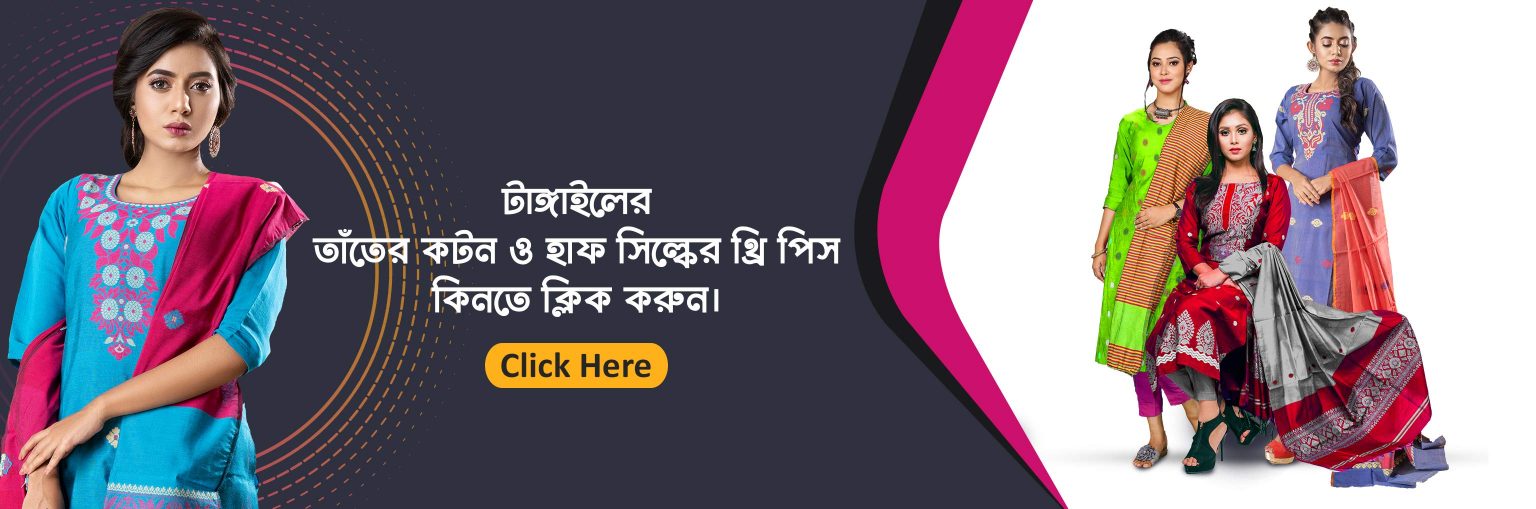 টাঙ্গাইলের
তাঁতের কটন ও হাফ সিল্কের থ্রি পিস
কিনতে ক্লিক করুন।
Click Here